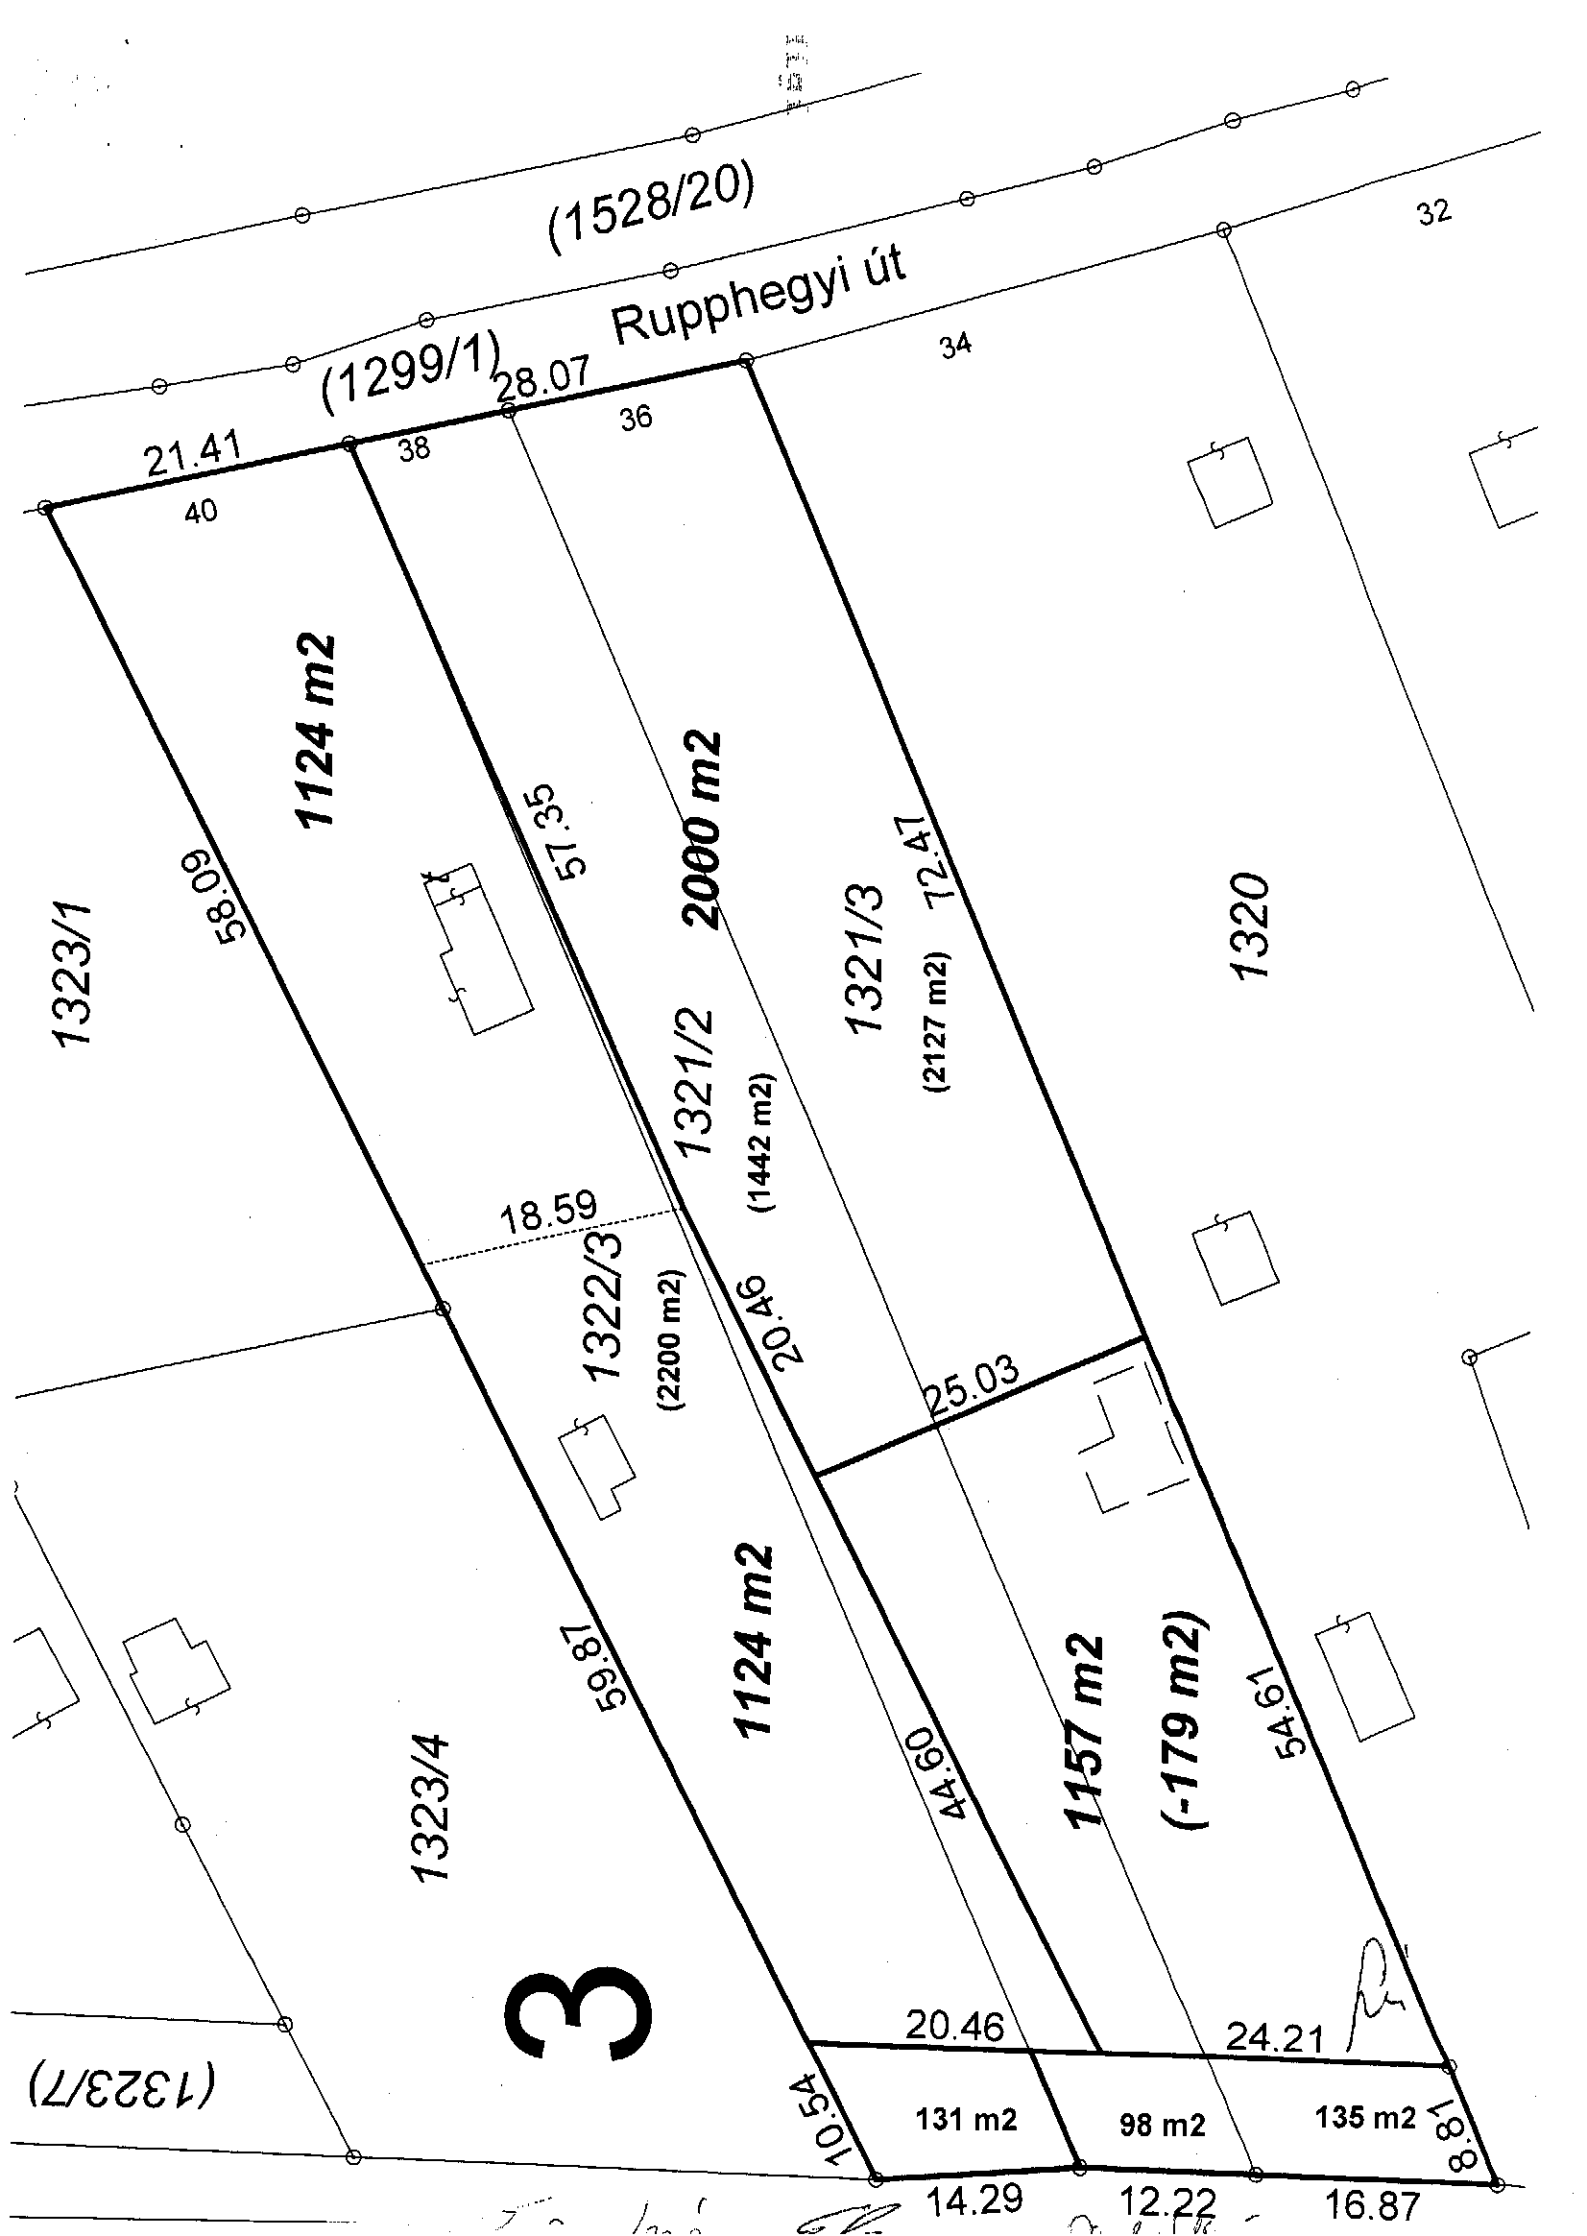 (1528/20)
32
Rupphegyi út
34
(1299/1)
28.07
36
38
21.41
40
1124 m2
2000 m2
57.35
72.47
58.09
1323/1
1321/3
(2127 m2)
1320
1321/2
(1442 m2)
18.59
1322/3
(2200 m2)
20.46
25.03
1124 m2
59.87
1157 m2
(-179 m2)
54.61
44.60
1323/4
3
20.46
24.21
(1323/7)
10.54
131 m2
98 m2
135 m2
8.81
14.29
12.22
16.87